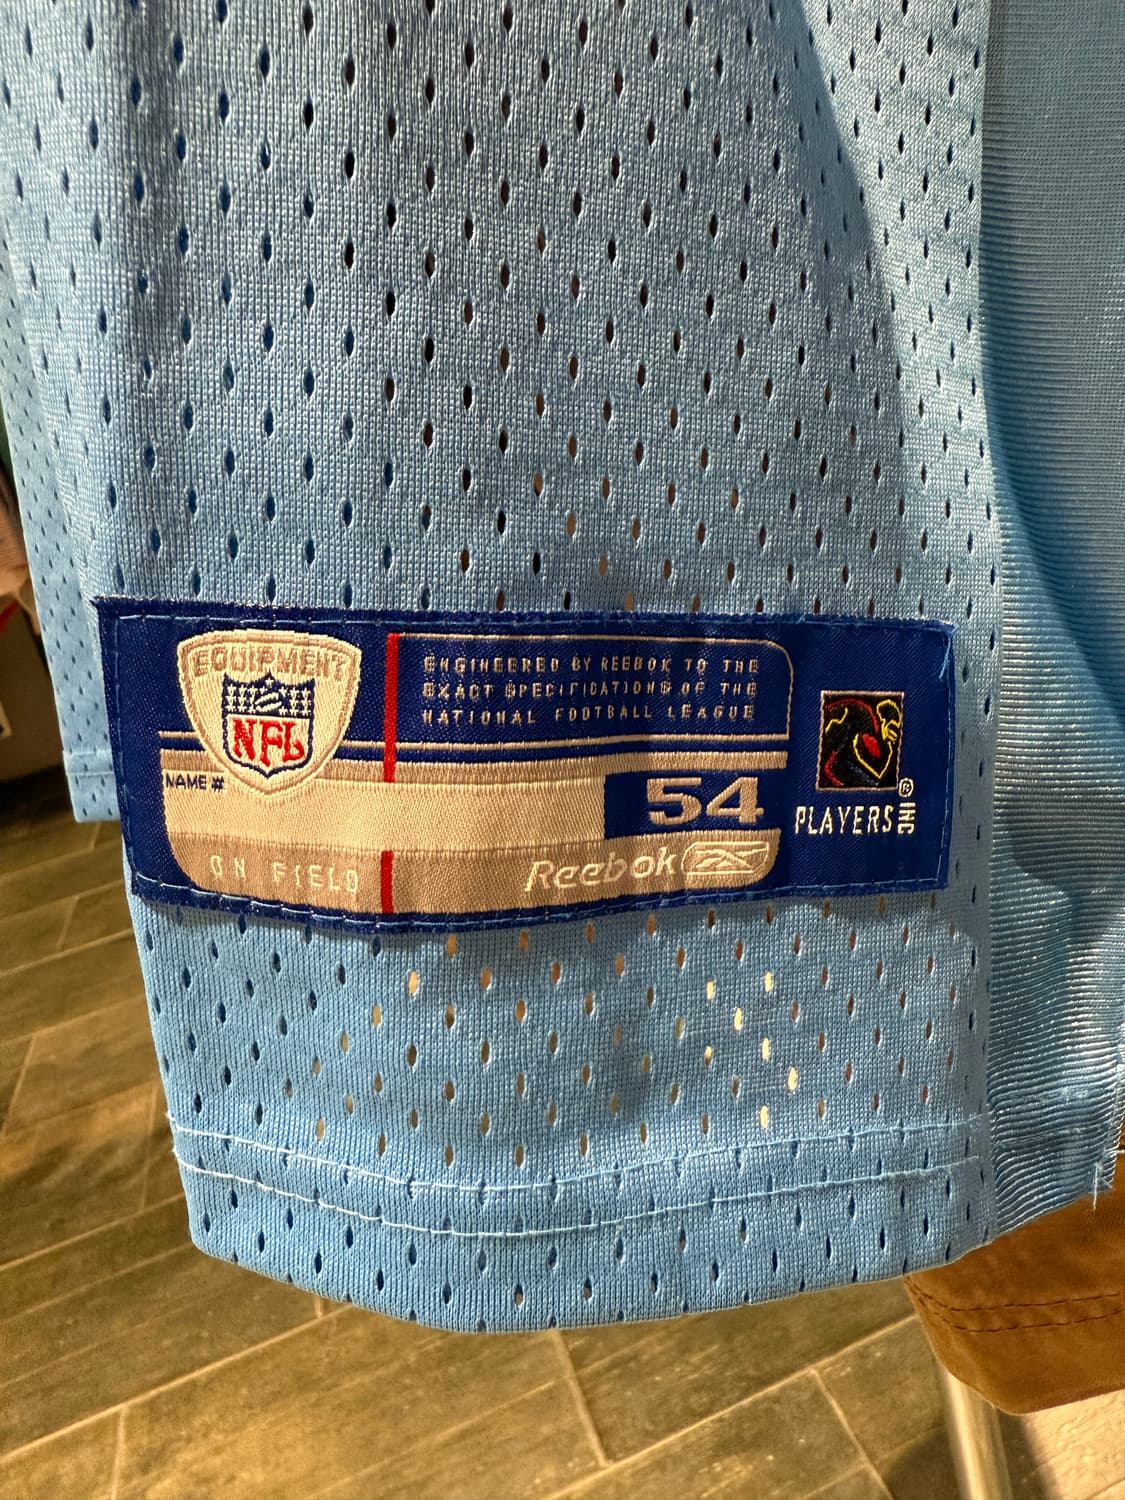 EQUIPMENT
NFL
ENGINEERED BY REEBOK TO THE
EXACT SPECIFICATIONS OF THE
NATIONAL FOOTBALL LEAGUE
NAME #
54
ON FIELD
Reebok
PLAYERS INC®